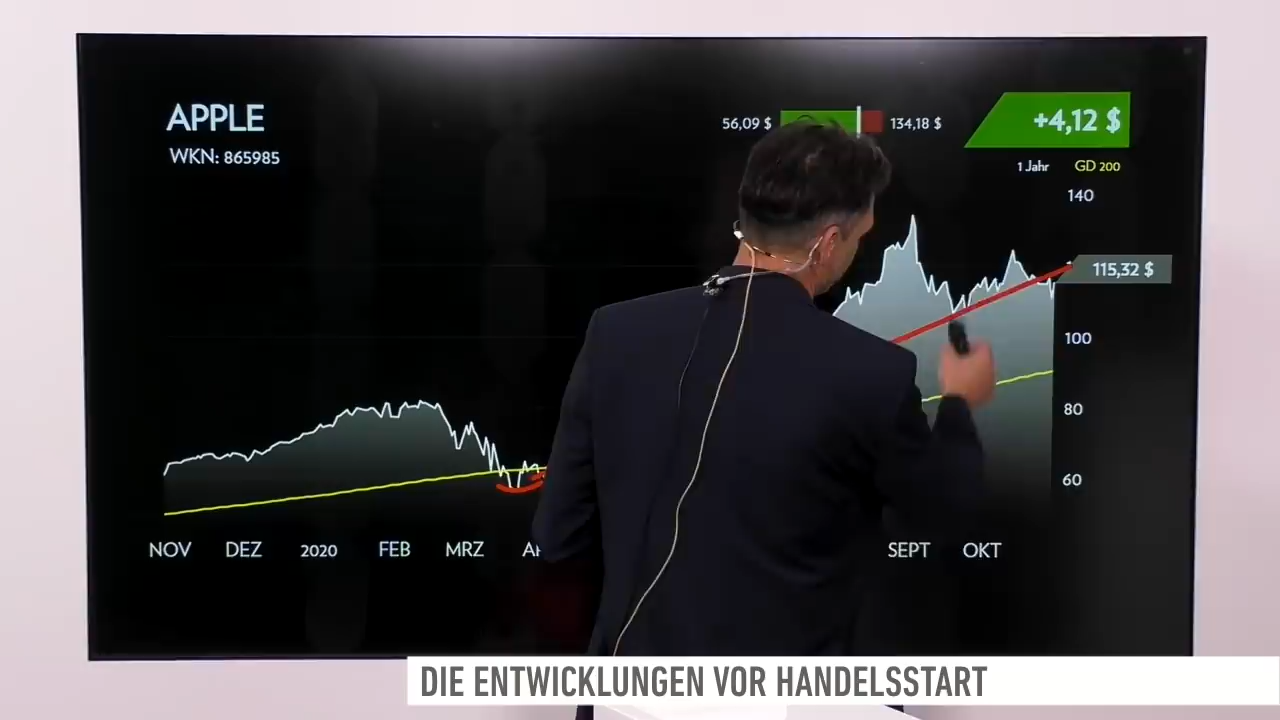 APPLE
WKN: 865985
56,09 $
134,18 $
+4,12 $
1 Jahr
GD 200
140
115,32 $
100
80
60
NOV
DEZ
2020
FEB
MRZ
SEPT
OKT
DIE ENTWICKLUNGEN VOR HANDELSSTART